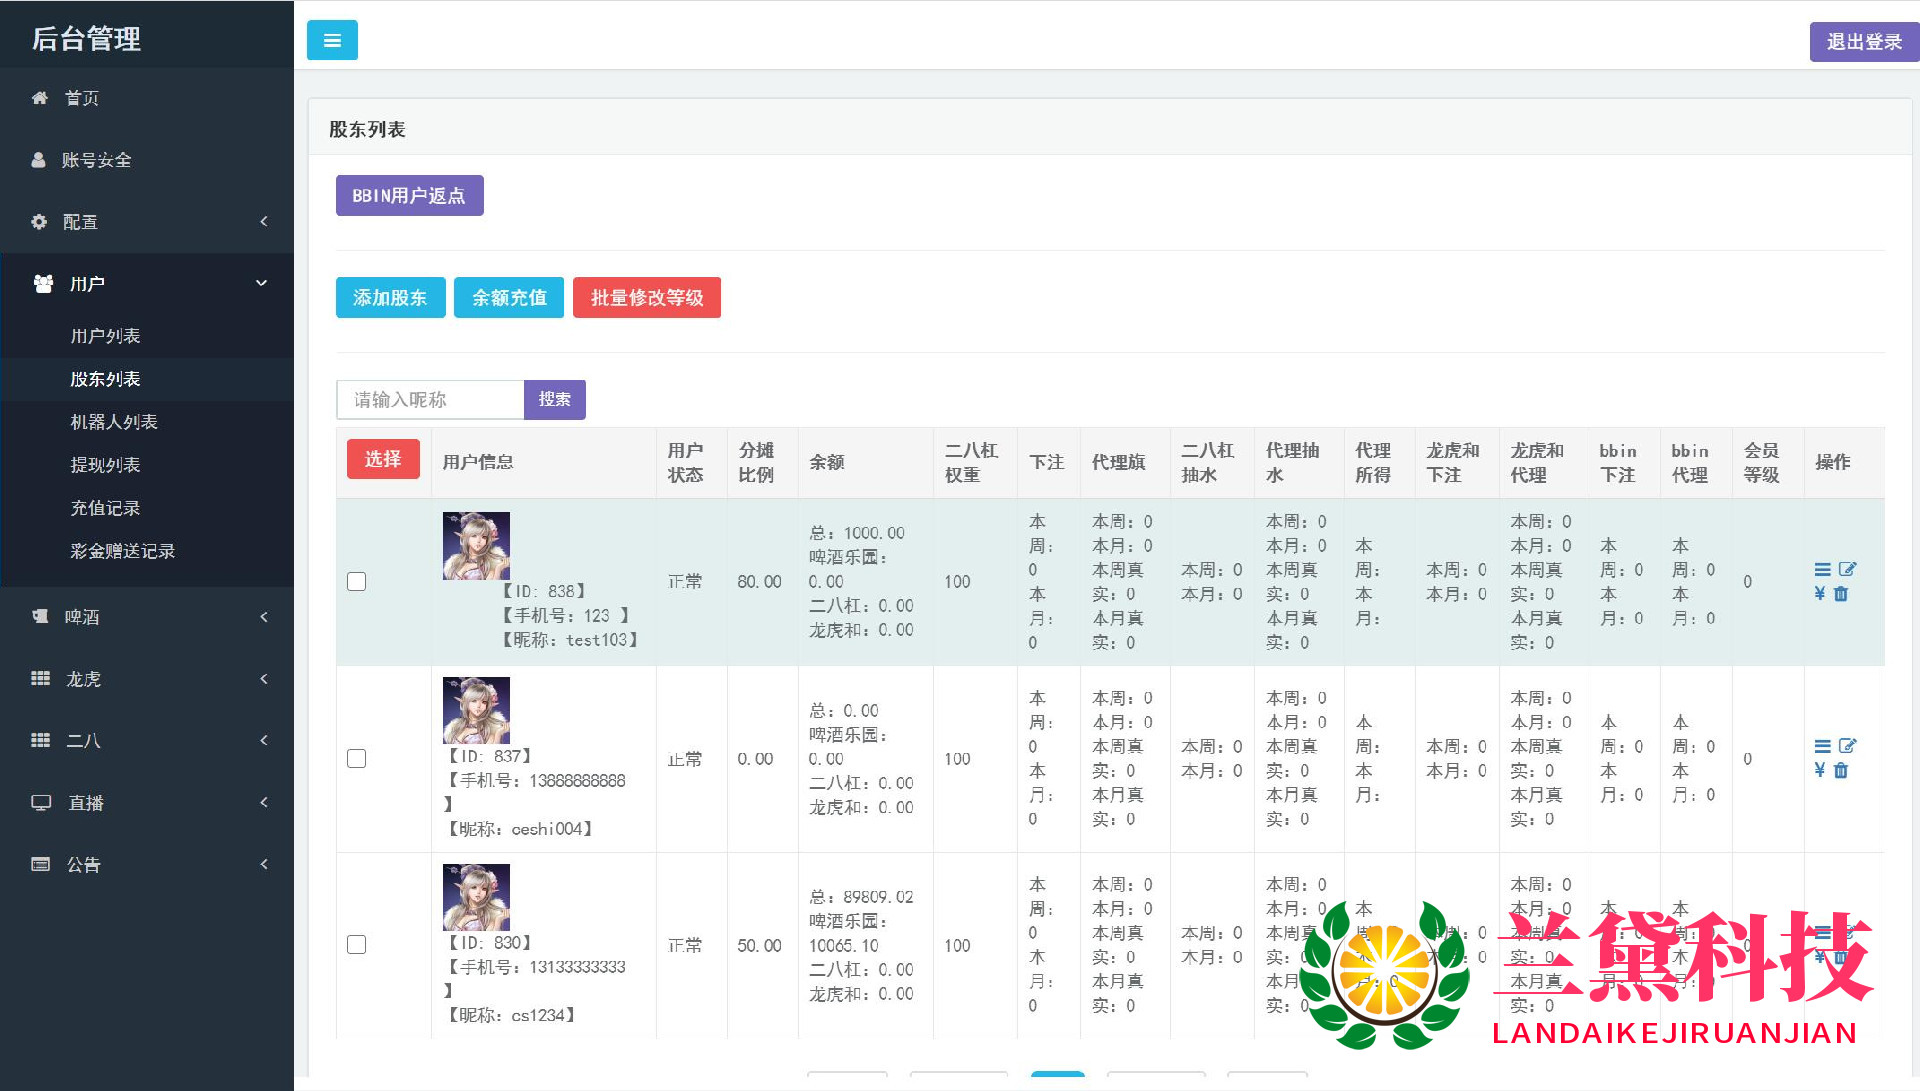 后台管理
退出登录
首页
账号安全
配置
用户
用户列表
股东列表
机器人列表
提现列表
充值记录
彩金赠送记录
啤酒
龙虎
二八
直播
公告
股东列表
BBIN用户返点
添加股东 余额充值 批量修改等级
请输入昵称 搜索
选择 用户信息 用户状态 分摊比例 余额 二八杠权重 下注 代理旗 二八杠抽水 代理抽水 代理所得 龙虎和下注 龙虎和代理 bbin下注 bbin代理 会员等级 操作
【ID: 838】
【手机号: 123 】
【昵称: test103】
正常
80.00
总: 1000.00
啤酒乐园:
0.00
二八杠: 0.00
龙虎和: 0.00
100
本周: 0
本月: 0
本周: 0
本月: 0
本周真实: 0
本月真实: 0
本周: 0
本月: 0
本周: 0
本月: 0
本周真实: 0
本月真实: 0
本周:
本月:
本周: 0
本月: 0
本周: 0
本月: 0
本周真实: 0
本月真实: 0
本周: 0
本月: 0
本周: 0
本月: 0
0
¥
【ID: 837】
【手机号: 13888888888
】
【昵称: ceshi004】
正常
0.00
总: 0.00
啤酒乐园:
0.00
二八杠: 0.00
龙虎和: 0.00
100
本周: 0
本月: 0
本周: 0
本月: 0
本周真实: 0
本月真实: 0
本周: 0
本月: 0
本周: 0
本月: 0
本周真实: 0
本月真实: 0
本周:
本月:
本周: 0
本月: 0
本周: 0
本月: 0
本周真实: 0
本月真实: 0
本周: 0
本月: 0
本周: 0
本月: 0
0
¥
【ID: 830】
【手机号: 13133333333
】
【昵称: cs1234】
正常
50.00
总: 89809.02
啤酒乐园:
10065.10
二八杠: 0.00
龙虎和: 0.00
100
本周: 0
本月: 0
本周: 0
本月: 0
本周真实: 0
本月真实: 0
本周: 0
本月: 0
本周: 0
本月: 0
本周真实: 0
本周: 0
本月: 0
本周真实: 0
本月真实: 0
兰黛科技
LANDAIKEJIRUANJIAN